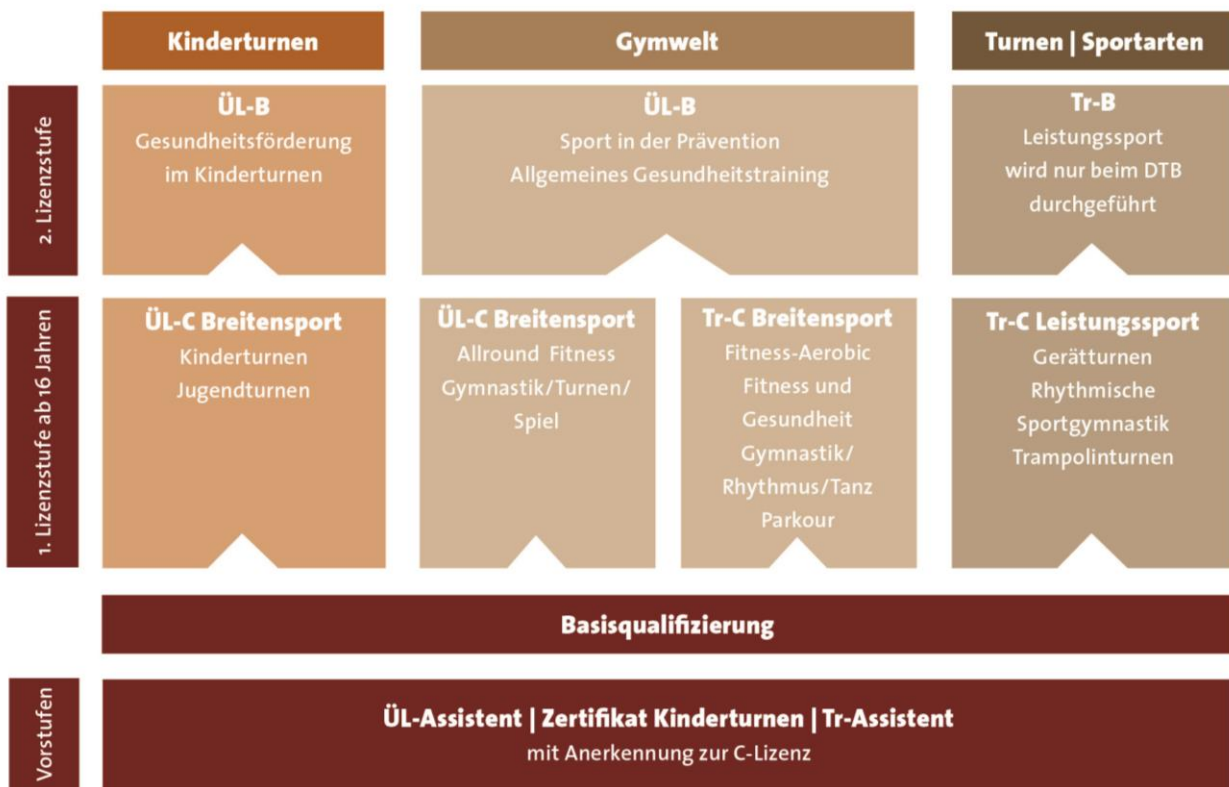 Kinderturnen
Gymwelt
Turnen | Sportarten
2. Lizenzstufe
ÜL-B
Gesundheitsförderung
im Kinderturnen
ÜL-B
Sport in der Prävention
Allgemeines Gesundheitstraining
Tr-B
Leistungssport
wird nur beim DTB
durchgeführt
1. Lizenzstufe ab 16 Jahren
ÜL-C Breitensport
Kinderturnen
Jugendturnen
ÜL-C Breitensport
Allround Fitness
Gymnastik/Turnen/
Spiel
Tr-C Breitensport
Fitness-Aerobic
Fitness und
Gesundheit
Gymnastik/
Rhythmus/Tanz
Parkour
Tr-C Leistungssport
Gerätturnen
Rhythmische
Sportgymnastik
Trampolinturnen
Basisqualifizierung
Vorstufen
ÜL-Assistent | Zertifikat Kinderturnen | Tr-Assistent
mit Anerkennung zur C-Lizenz